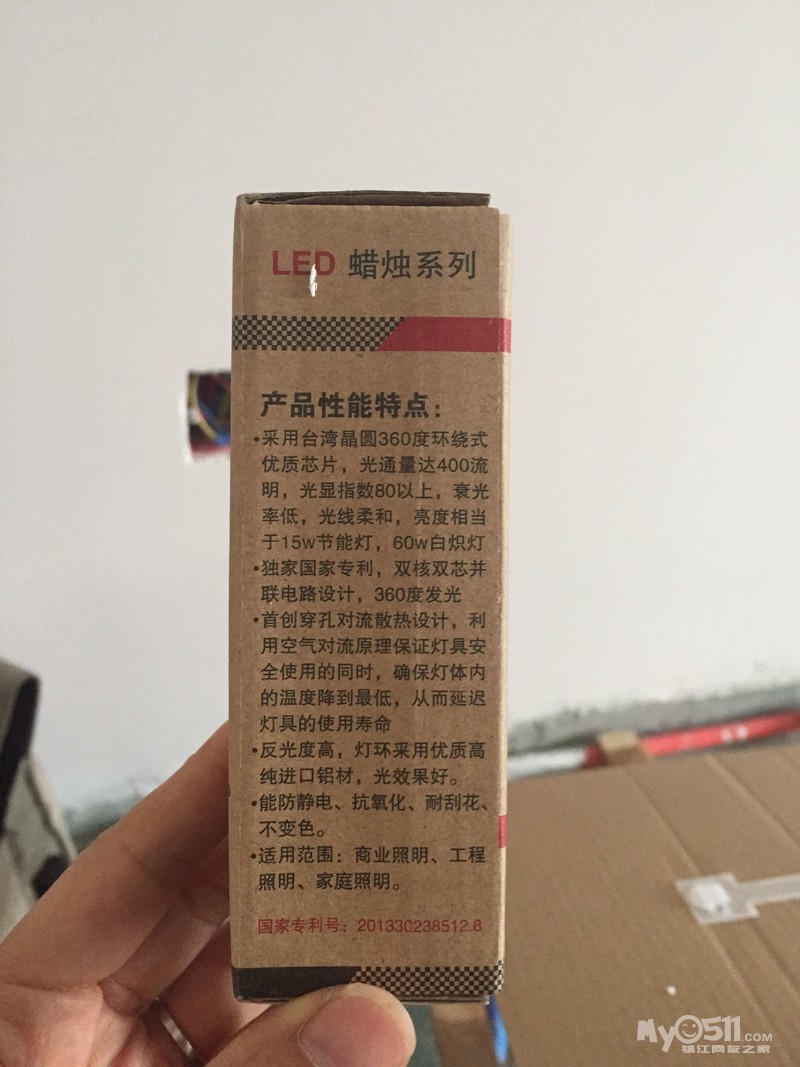 LED 蜡烛系列
产品性能特点：
•采用台湾晶圆360度环绕式
优质芯片，光通量达400流
明，光显指数80以上，衰光
率低，光线柔和，亮度相当
于15w节能灯，60w白炽灯
•独家国家专利，双核双芯并
联电路设计，360度发光
•首创穿孔对流散热设计，利
用空气对流原理保证灯具安
全使用的同时，确保灯体内
的温度降到最低，从而延迟
灯具的使用寿命
•反光度高，灯环采用优质高
纯进口铝材，光效果好。
•能防静电、抗氧化、耐刮花、
不变色。
•适用范围：商业照明、工程
照明、家庭照明。
国家专利号：201330238512.8
MyO511.COM
镇江网友之家